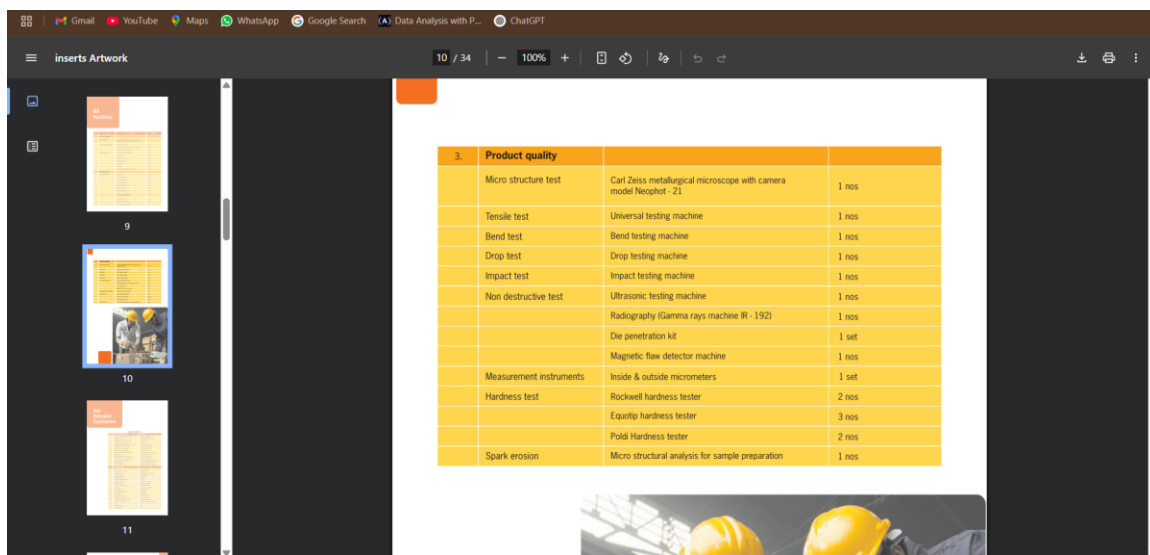 Gmail YouTube Maps WhatsApp Google Search Data Analysis with P... ChatGPT
inserts Artwork 10 / 34 100%
9
10
11
3. Product quality
Micro structure test Carl Zeiss metallurgical microscope with camera
model Neophot - 21 1 nos
Tensile test Universal testing machine 1 nos
Bend test Bend testing machine 1 nos
Drop test Drop testing machine 1 nos
Impact test Impact testing machine 1 nos
Non destructive test Ultrasonic testing machine 1 nos
Radiography (Gamma rays machine IR - 192) 1 nos
Die penetration kit 1 set
Magnetic flaw detector machine 1 nos
Measurement instruments Inside & outside micrometers 1 set
Hardness test Rockwell hardness tester 2 nos
Equotip hardness tester 3 nos
Poldi Hardness tester 2 nos
Spark erosion Micro structural analysis for sample preparation 1 nos